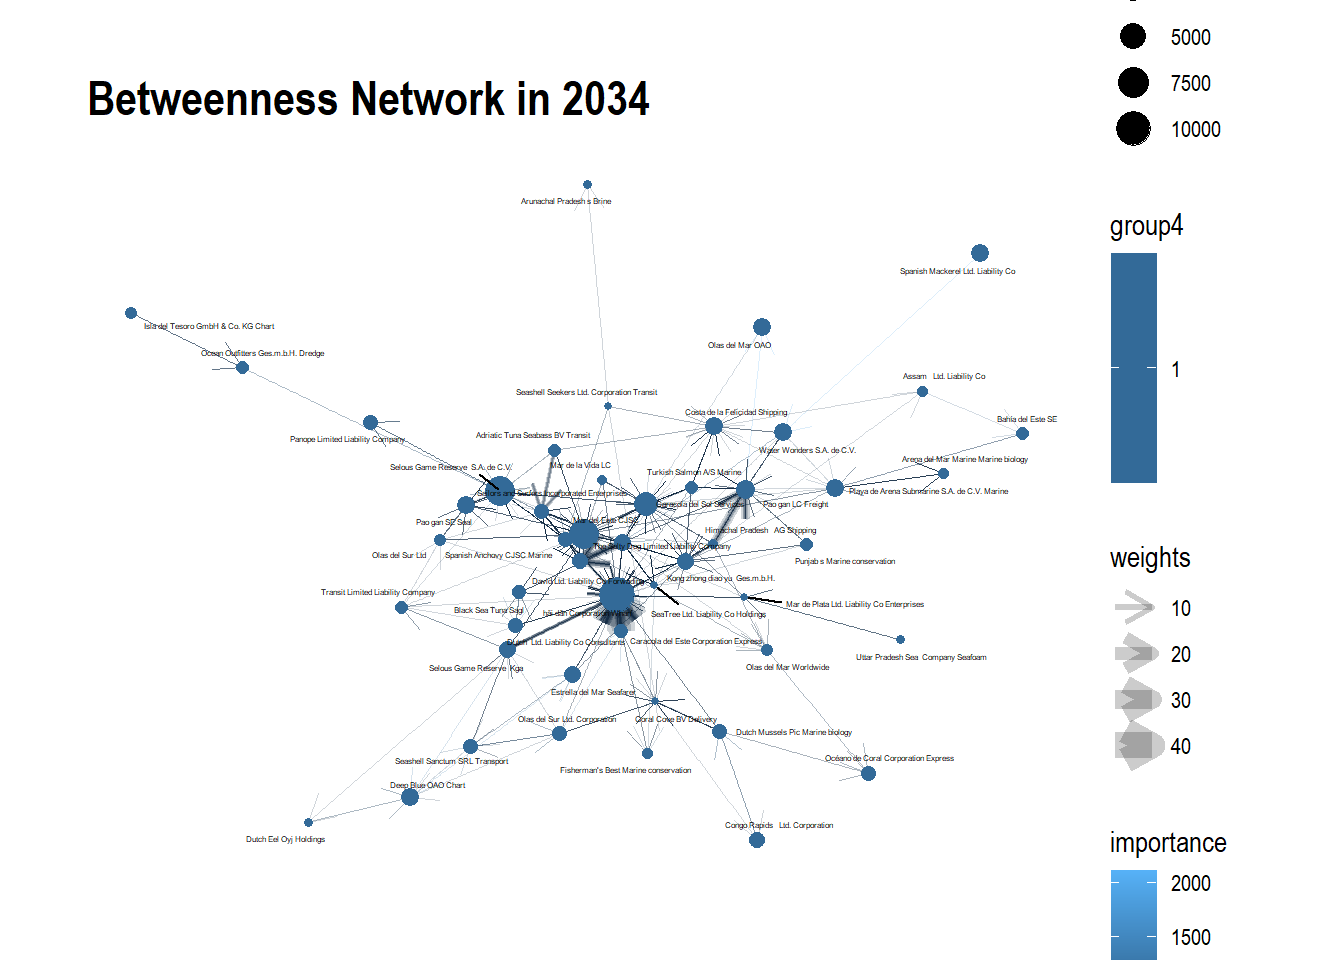 5000
Betweenness Network in 2034
7500
10000
Arunachal Pradesh s Brine
group4
Spanish Mackerel Ltd. Liability Co
Isla del Tesoro GmbH & Co. KG Chart
Olas del Mar OAO
Ocean Outfitters Ges.m.b.H. Dredge
1
Assam Ltd. Liability Co
Seashell Seekers Ltd. Corporation Transit
Costa de la Felicidad Shipping
Bahía del Este SE
Panope Limited Liability Company
Adriatic Tuna Seabass BV Transit
Water Wonders S.A. de C.V.
Arena del Mar Marine Marine biology
Selous Game Reserve S.A. de C.V.
Mar de la Vida LC
Turkish Salmon A/S Marine
Sailors and Surfers Incorporated Enterprises
Playa de Arena Submarine S.A. de C.V. Marine
Caracola del Sol Services
Pao gan LC Freight
Pao gan SE Seal
Mar del Este CJSC
Himachal Pradesh AG Shipping
Limited Liability Company
Olas del Sur Ltd
Spanish Anchovy CJSC Marine
weights
Punjab s Marine conservation
Kong zhong diao yu Ges.m.b.H.
David Ltd. Liability Co Forwarding
Transit Limited Liability Company
10
Mar de Plata Ltd. Liability Co Enterprises
Black Sea Tuna Sagl
hǎi dǎn Corporation Wharf
SeaTree Ltd. Liability Co Holdings
Dutch Ltd. Liability Co Consultants
Caracola del Este Corporation Express
20
Uttar Pradesh Sea Company Seafoam
Selous Game Reserve Kga
Olas del Mar Worldwide
Estrella del Mar Seafarer
30
Olas del Sur Ltd. Corporation
Coral Cove BV Delivery
Dutch Mussels Plc Marine biology
40
Seashell Sanctum SRL Transport
Océano de Coral Corporation Express
Fisherman's Best Marine conservation
Deep Blue OAO Chart
Congo Rapids Ltd. Corporation
Dutch Eel Oyj Holdings
importance
2000
1500